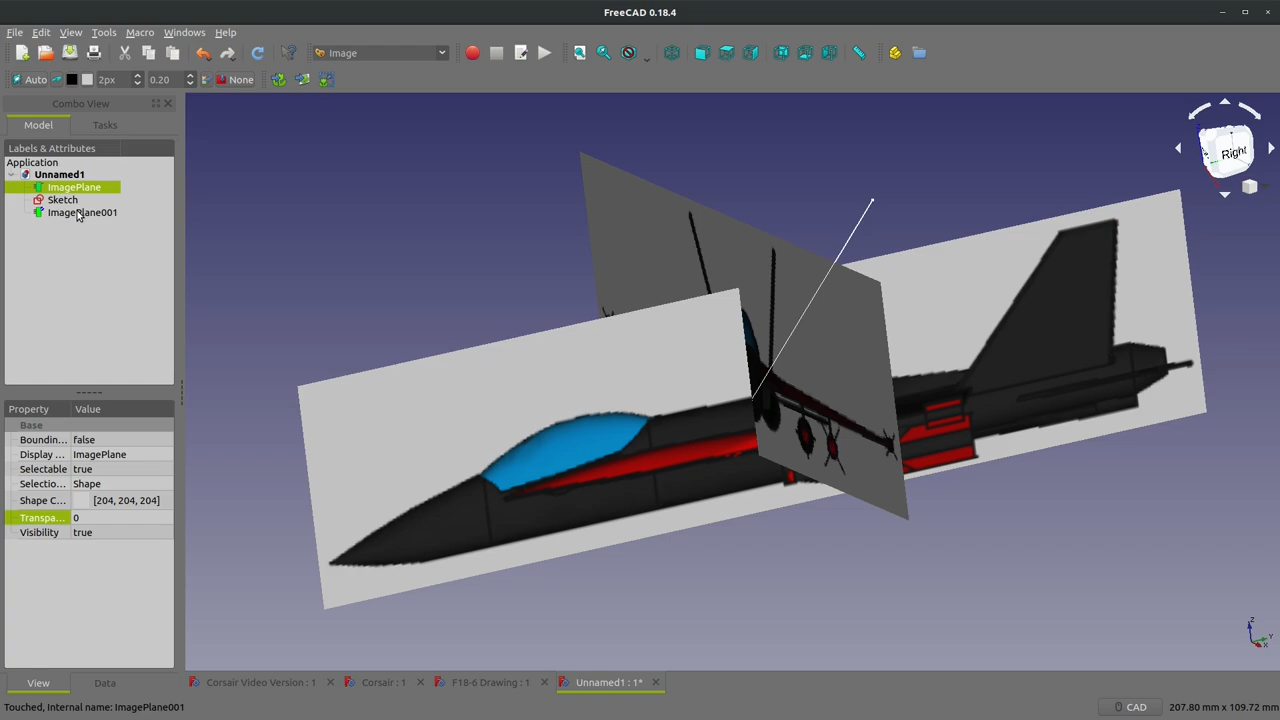 FreeCAD 0.18.4
File Edit View Tools Macro Windows Help
Image
Auto 2px 0.20 None
Combo View
Model Tasks
Labels & Attributes
Application
Unnamed1
ImagePlane
Sketch
ImagePlane001
Right
Property Value
Base
Boundin... false
Display ... ImagePlane
Selectable true
Selectio... Shape
Shape C... [204, 204, 204]
Transpa... 0
Visibility true
Z
Y
X
View Data
Corsair Video Version : 1
Corsair : 1
F18-6 Drawing : 1
Unnamed1 : 1*
Touched, Internal name: ImagePlane001
CAD 207.80 mm x 109.72 mm